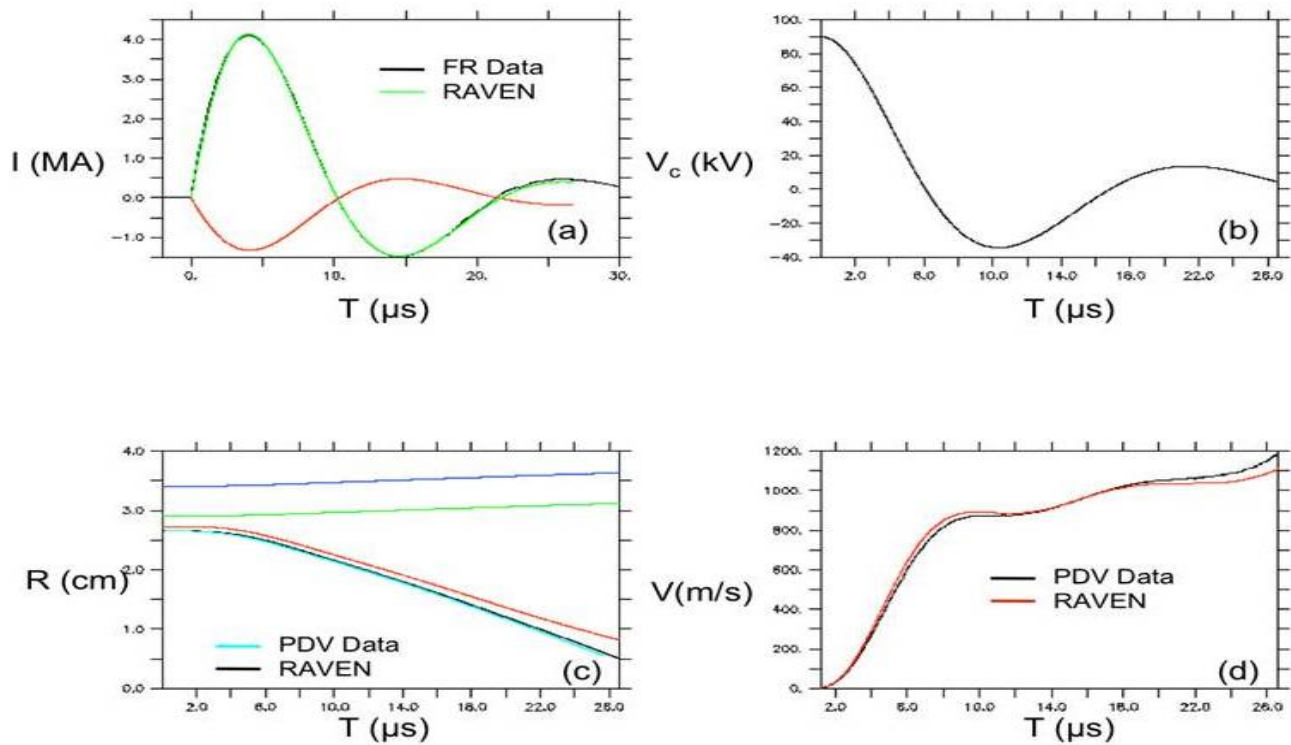 4.0
3.0
2.0
1.0
0.0
−1.0
I (MA)
FR Data
RAVEN
(a)
0. 10. 20. 30.
T (µs)
100.
80.
60.
40.
20.
0.
−20.
−40.
Vc (kV)
(b)
2.0 6.0 10.0 14.0 18.0 22.0 26.0
T (µs)
4.0
3.0
2.0
1.0
0.0
R (cm)
PDV Data
RAVEN
(c)
2.0 6.0 10.0 14.0 18.0 22.0 26.0
T (µs)
1200.
1000.
800.
600.
400.
200.
0.
V(m/s)
PDV Data
RAVEN
(d)
2.0 6.0 10.0 14.0 18.0 22.0 26.0
T (µs)